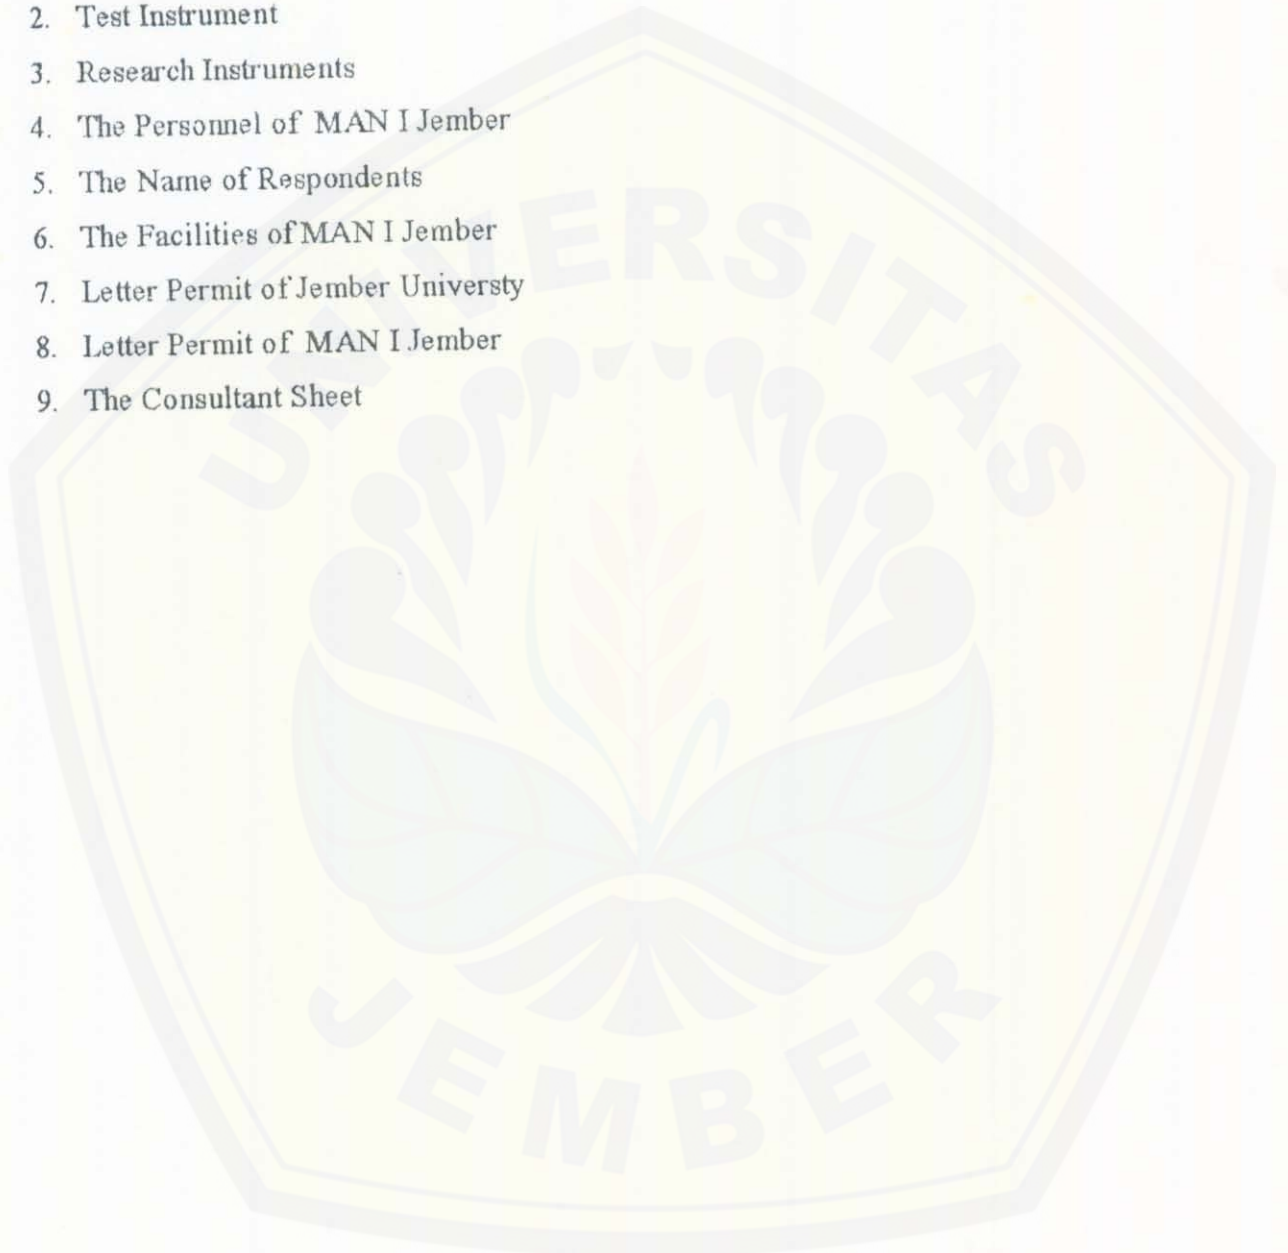 2. Test Instrument
3. Research Instruments
4. The Personnel of MAN I Jember
5. The Name of Respondents
6. The Facilities of MAN I Jember
7. Letter Permit of Jember Universty
8. Letter Permit of MAN I Jember
9. The Consultant Sheet
UNIVERSITAS
JEMBER